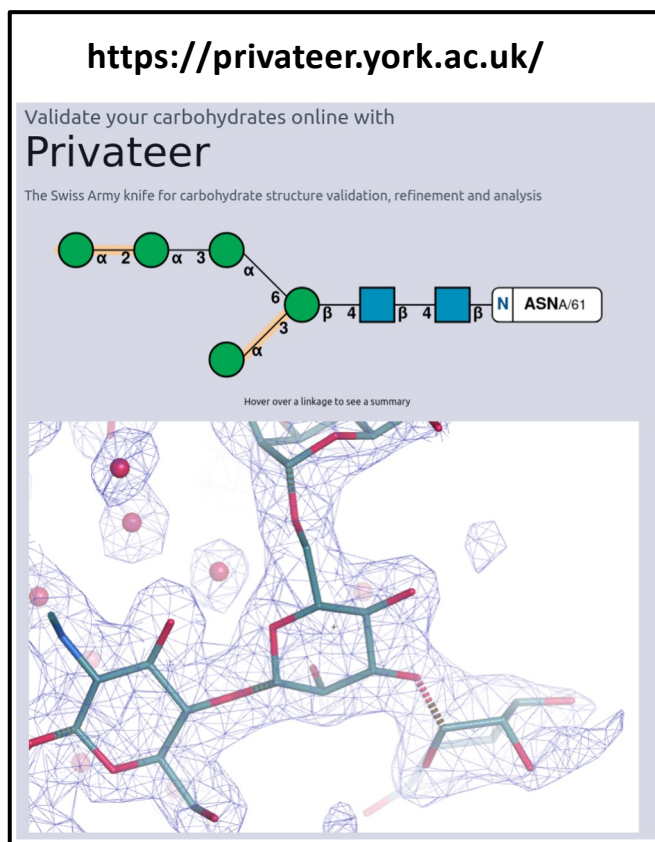 https://privateer.york.ac.uk/
Validate your carbohydrates online with
Privateer
The Swiss Army knife for carbohydrate structure validation, refinement and analysis
α 2 α 3 α
6 β 4 β 4 β N ASNA/61
3
α
Hover over a linkage to see a summary